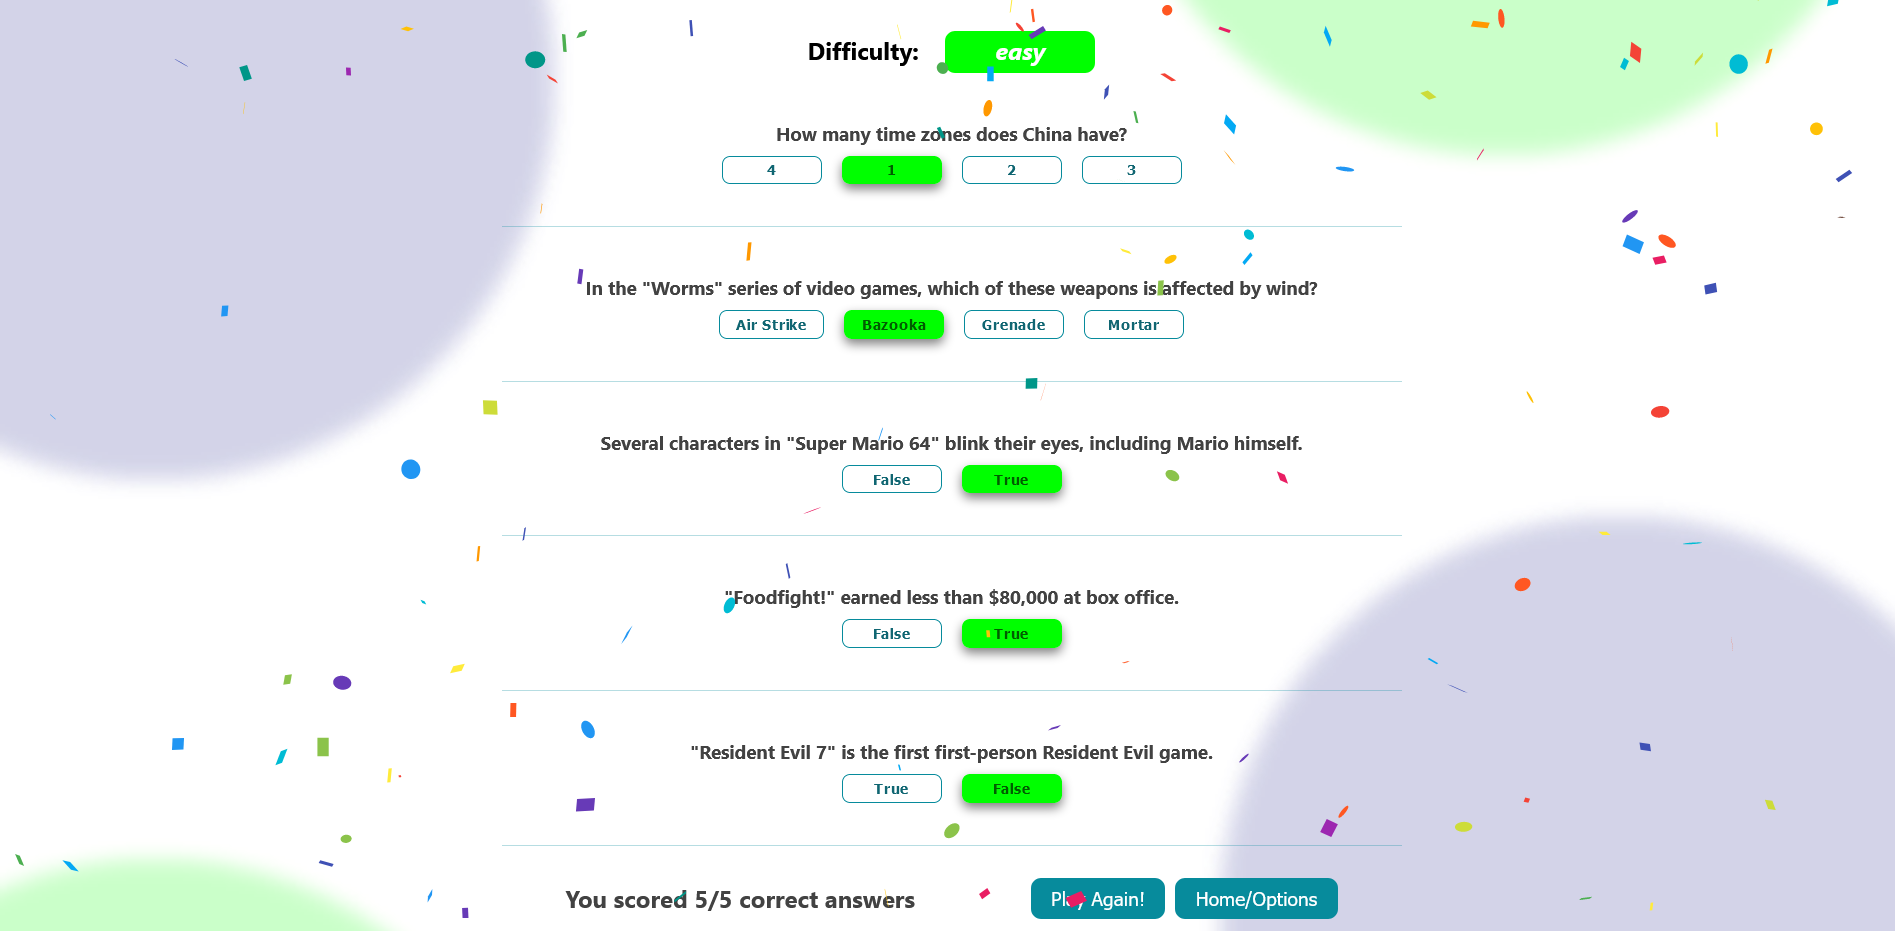 Difficulty: easy
How many time zones does China have?
4 1 2 3
In the "Worms" series of video games, which of these weapons is affected by wind?
Air Strike Bazooka Grenade Mortar
Several characters in "Super Mario 64" blink their eyes, including Mario himself.
False True
"Foodfight!" earned less than $80,000 at box office.
False True
"Resident Evil 7" is the first first-person Resident Evil game.
True False
You scored 5/5 correct answers Play Again! Home/Options